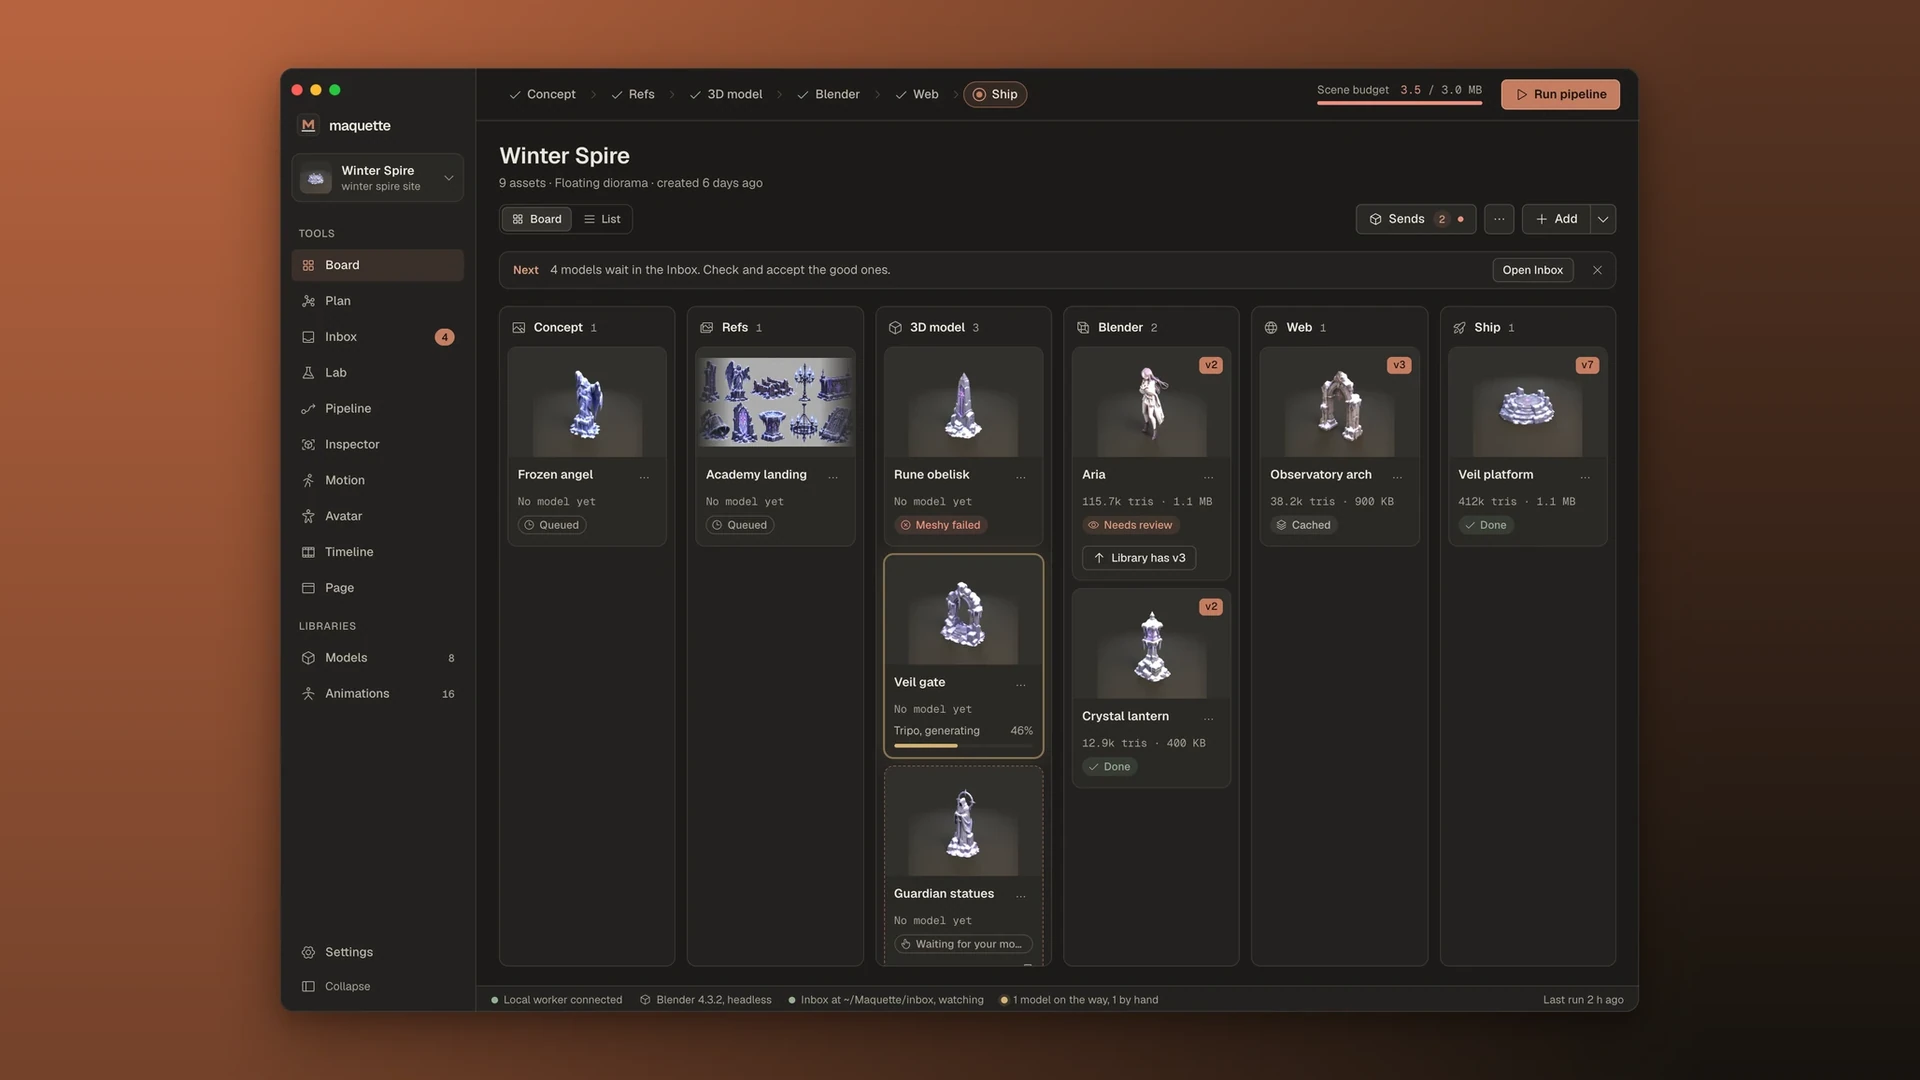 maquette
Winter Spire
winter spire site
TOOLS
Board
Plan
Inbox 4
Lab
Pipeline
Inspector
Motion
Avatar
Timeline
Page
LIBRARIES
Models 8
Animations 16
Settings
Collapse
Concept Refs 3D model Blender Web Ship
Scene budget 3.5 / 3.0 MB
Run pipeline
Winter Spire
9 assets · Floating diorama · created 6 days ago
Board List
Sends 2
... Add
Next 4 models wait in the Inbox. Check and accept the good ones.
Open Inbox
Concept 1
Frozen angel ...
No model yet
Queued
Refs 1
Academy landing ...
No model yet
Queued
3D model 3
Rune obelisk ...
No model yet
Meshy failed
Veil gate ...
No model yet
Tripo, generating 46%
Guardian statues ...
No model yet
Waiting for your mo...
Blender 2
v2
Aria ...
115.7k tris · 1.1 MB
Needs review
Library has v3
v2
Crystal lantern ...
12.9k tris · 400 KB
Done
Web 1
v3
Observatory arch ...
38.2k tris · 900 KB
Cached
Ship 1
v7
Veil platform ...
412k tris · 1.1 MB
Done
Local worker connected Blender 4.3.2, headless Inbox at ~/Maquette/inbox, watching 1 model on the way, 1 by hand Last run 2 h ago